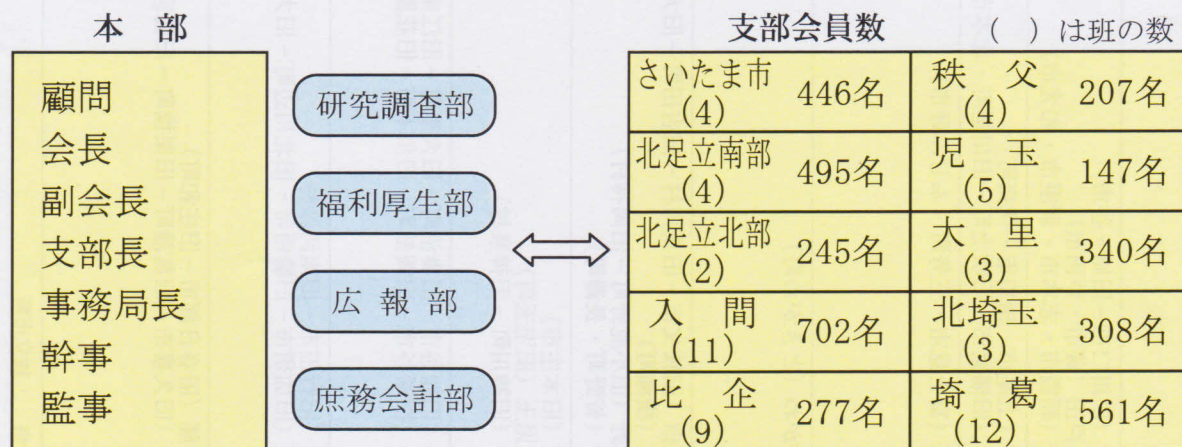 本 部
顧問
会長
副会長
支部長
事務局長
幹事
監事
研究調査部
福利厚生部
広 報 部
庶務会計部
支部会員数 ( )は班の数
さいたま市 (4) 446名
秩 父 (4) 207名
北足立南部 (4) 495名
児 玉 (5) 147名
北足立北部 (2) 245名
大 里 (3) 340名
入 間 (11) 702名
北埼玉 (3) 308名
比 企 (9) 277名
埼 葛 (12) 561名